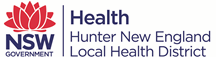 NSW
GOVERNMENT
Health
Hunter New England
Local Health District